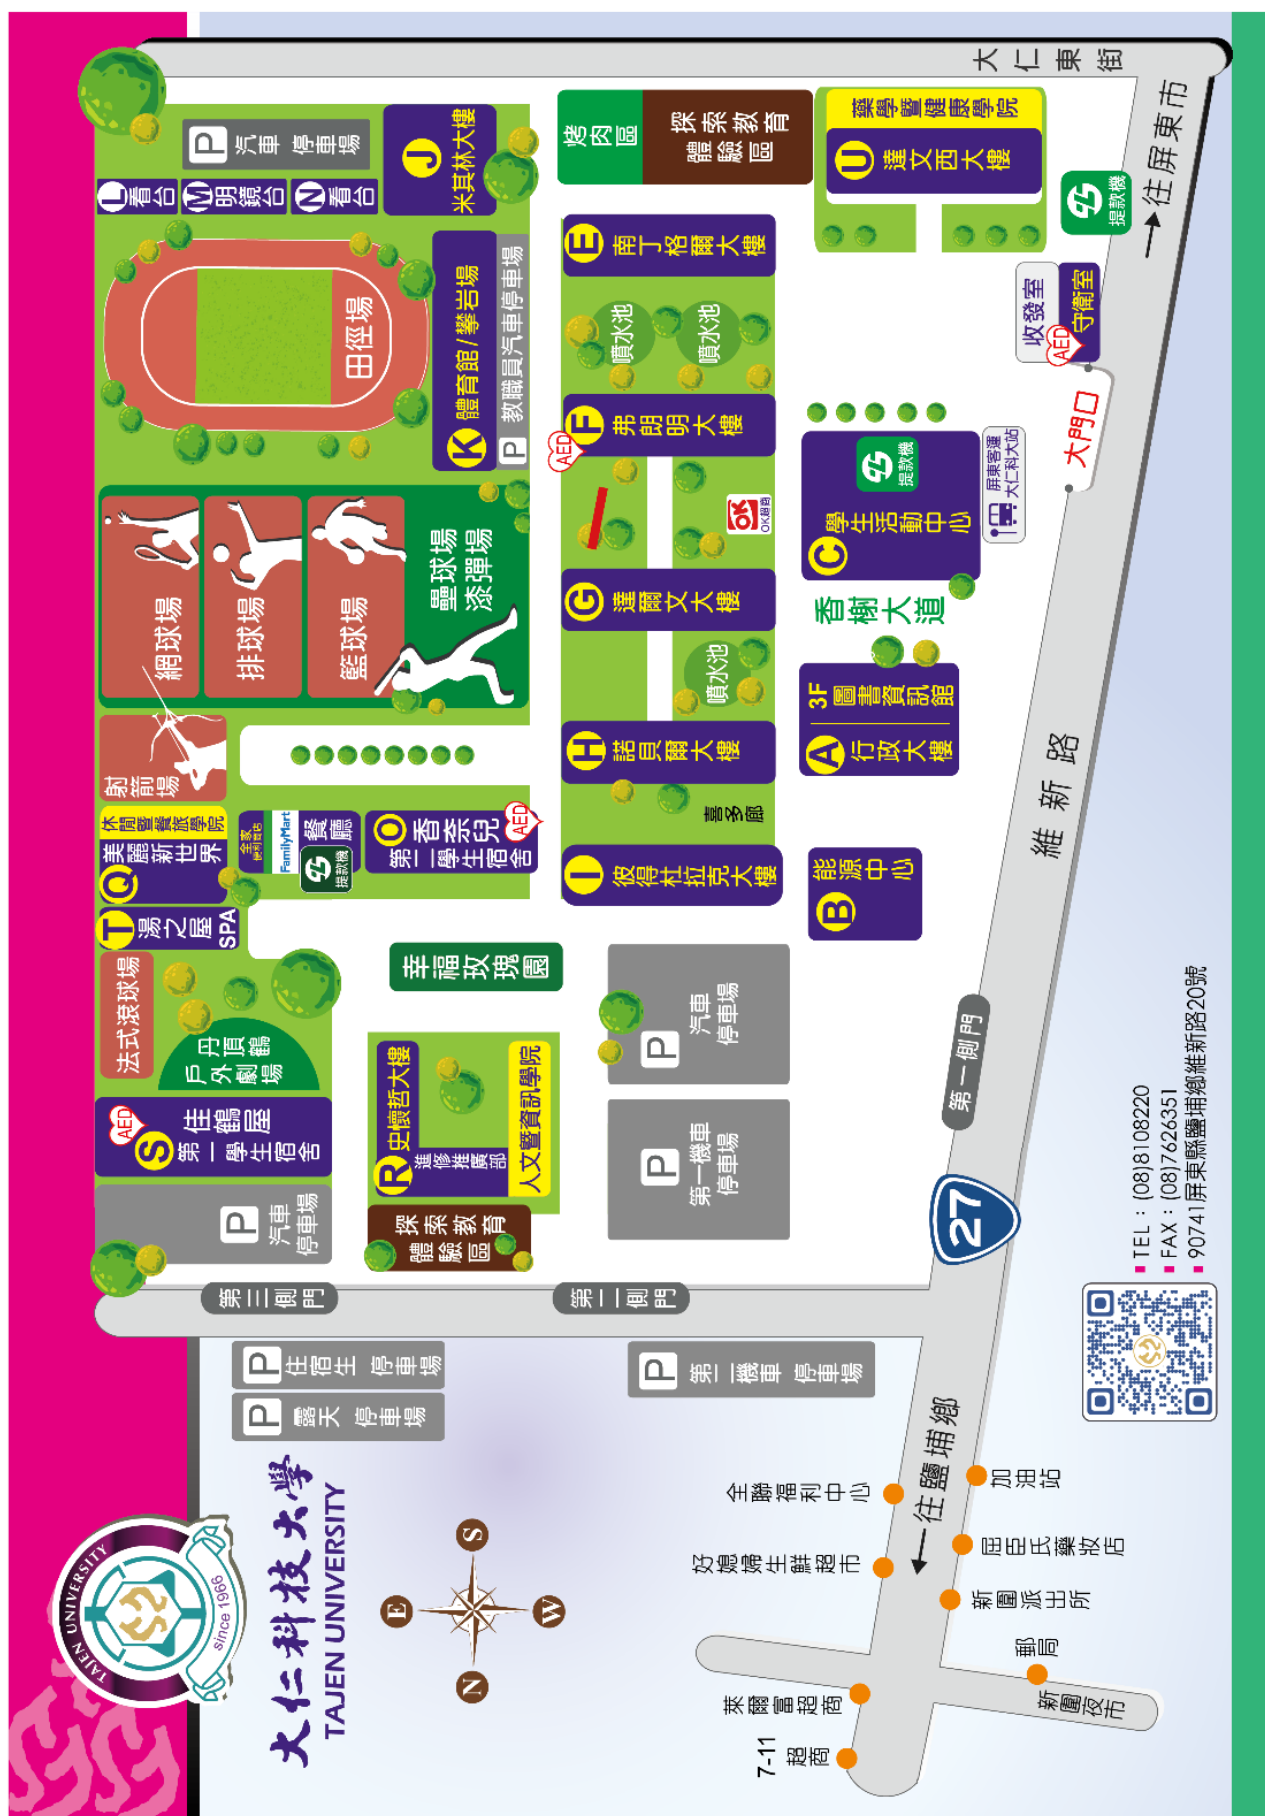 TAJEN UNIVERSITY
since 1966
大仁科技大學
TAJEN UNIVERSITY
N
E
S
W
P 住宿生 停車場
P 露天 停車場
第三側門
P 汽車
停車場
AED
S 佳鶴屋
第一學生宿舍
丹頂鶴
戶外劇場
法式滾球場
T 湯之屋
SPA
Q 美麗新世界
休閒暨餐旅學院
射箭場
網球場
排球場
籃球場
壘球場
漆彈場
田徑場
L 看台
M 明鏡台
N 看台
P 汽車 停車場
J 米其林大樓
K 體育館/攀岩場
P 教職員汽車停車場
全家
便利商店
FamilyMart
餐廳
提款機
O 香奈兒
第二學生宿舍
AED
幸福玫瑰園
R 史懷哲大樓
進修推廣部
人文暨資訊學院
探索教育
體驗區
第二側門
P 第二機車 停車場
P 第一機車
停車場
P 汽車
停車場
I 彼得杜拉克大樓
喜多廊
H 諾貝爾大樓
噴水池
G 達爾文大樓
OK
OK超商
AED
F 弗朗明大樓
噴水池
噴水池
E 南丁格爾大樓
烤肉區
探索教育
體驗區
藥學暨健康學院
U 達文西大樓
提款機
收發室
守衛室
AED
大門口
屏東客運
大仁科大站
C 學生活動中心
提款機
香榭大道
3F 圖書資訊館
A 行政大樓
B 能源中心
第一側門
27
維新路
大仁東街
往屏東市
往鹽埔鄉
全聯福利中心
好媳婦生鮮超市
萊爾富超商
7-11
超商
加油站
屈臣氏藥妝店
新圍派出所
郵局
新圍夜市
TEL：(08)8108220
FAX：(08)7626351
90741屏東縣鹽埔鄉維新路20號